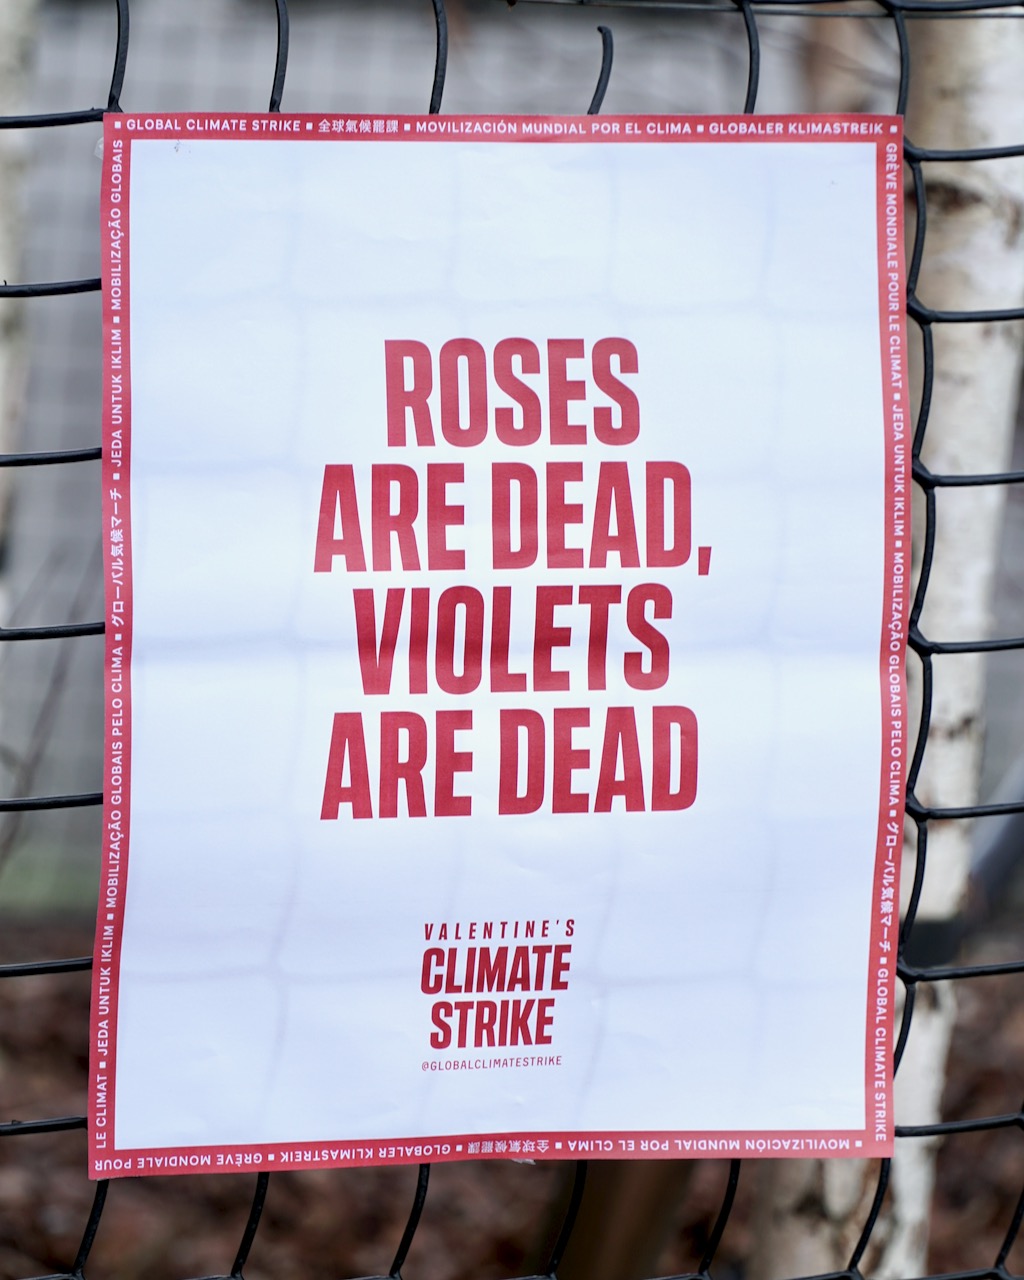 ■ GLOBAL CLIMATE STRIKE ■ 全球氣候罷課 ■ MOVILIZACIÓN MUNDIAL POR EL CLIMA ■ GLOBALER KLIMASTREIK ■
GRÈVE MONDIALE POUR LE CLIMAT ■ JEDA UNTUK IKLIM ■ MOBILIZAÇÃO GLOBAIS PELO CLIMA ■ グローバル気候マーチ ■ GLOBAL CLIMATE STRIKE
ROSES
ARE DEAD,
VIOLETS
ARE DEAD
VALENTINE'S
CLIMATE
STRIKE
@GLOBALCLIMATESTRIKE
■ MOVILIZACIÓN MUNDIAL POR EL CLIMA ■ 全球氣候罷課 ■ GLOBALER KLIMASTREIK ■ GRÈVE MONDIALE POUR
LE CLIMAT ■ JEDA UNTUK IKLIM ■ MOBILIZAÇÃO GLOBAIS PELO CLIMA ■ グローバル気候マーチ ■ JEDA UNTUK IKLIM ■ MOBILIZAÇÃO GLOBAIS